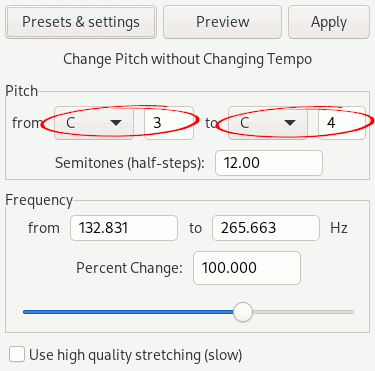 Presets & settings Preview Apply
Change Pitch without Changing Tempo
Pitch
from C 3 to C 4
Semitones (half-steps): 12.00
Frequency
from 132.831 to 265.663 Hz
Percent Change: 100.000
Use high quality stretching (slow)